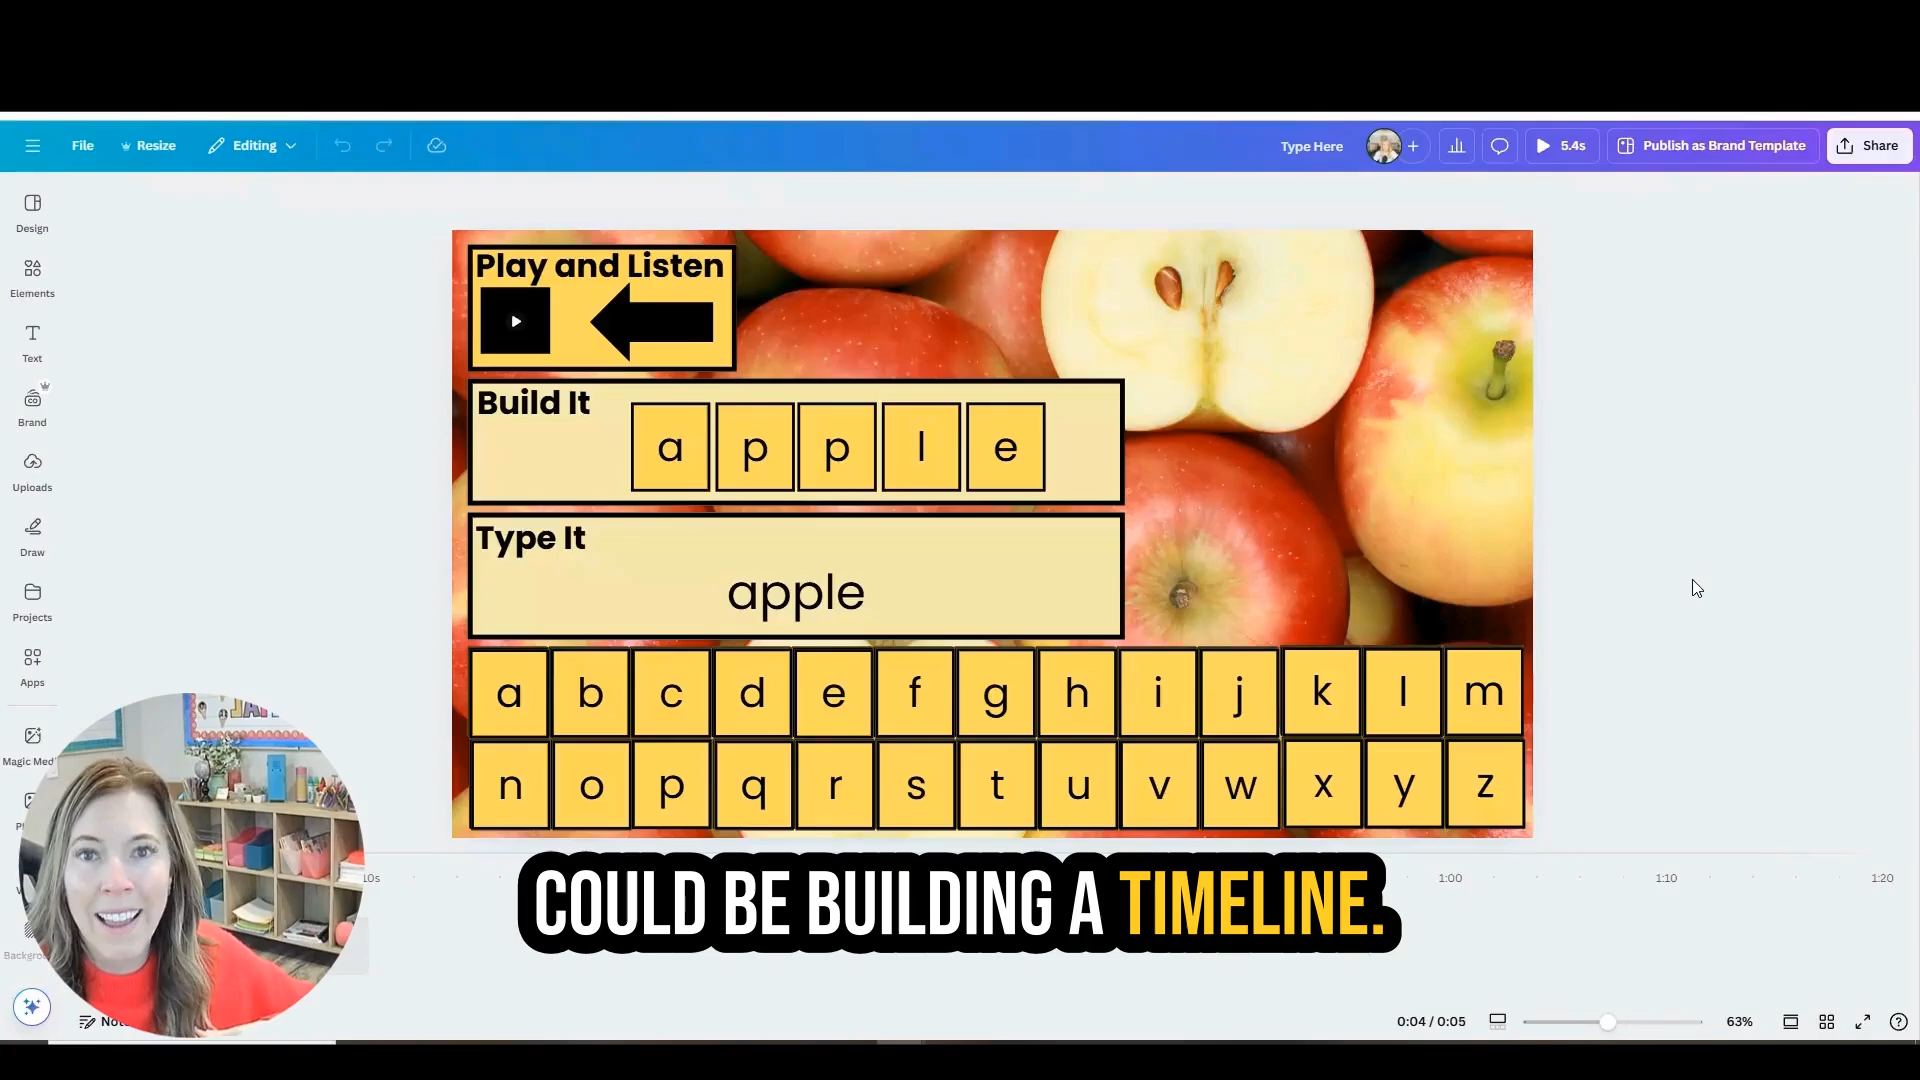 File
Resize
Editing
Type Here
5.4s
Publish as Brand Template
Share
Design
Elements
Text
Brand
Uploads
Draw
Projects
Apps
Magic Med
Play and Listen
Build It
a p p l e
Type It
apple
a b c d e f g h i j k l m
n o p q r s t u v w x y z
10s
1:00
1:10
1:20
COULD BE BUILDING A TIMELINE.
0:04 / 0:05
63%